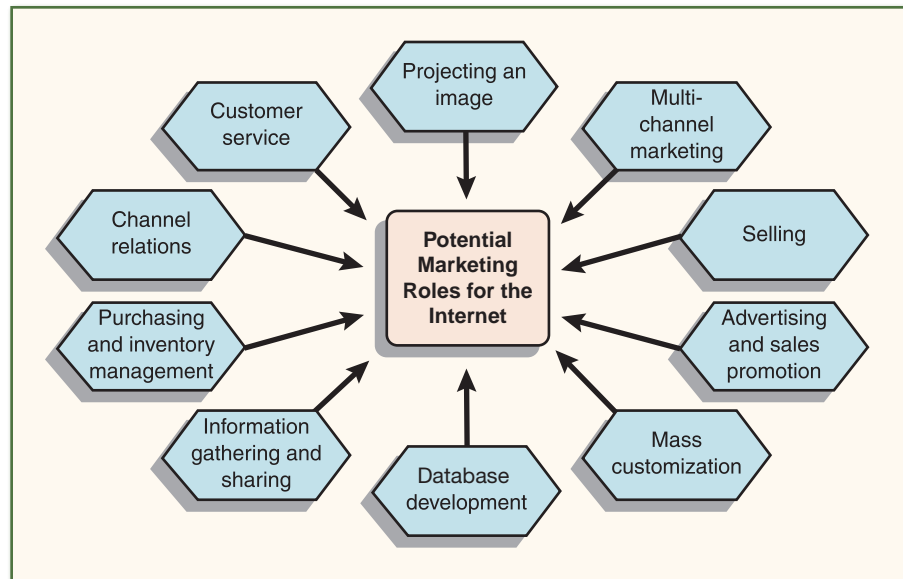 Projecting an
image
Customer
service
Multi-
channel
marketing
Channel
relations
Potential
Marketing
Roles for the
Internet
Selling
Purchasing
and inventory
management
Advertising
and sales
promotion
Information
gathering and
sharing
Mass
customization
Database
development